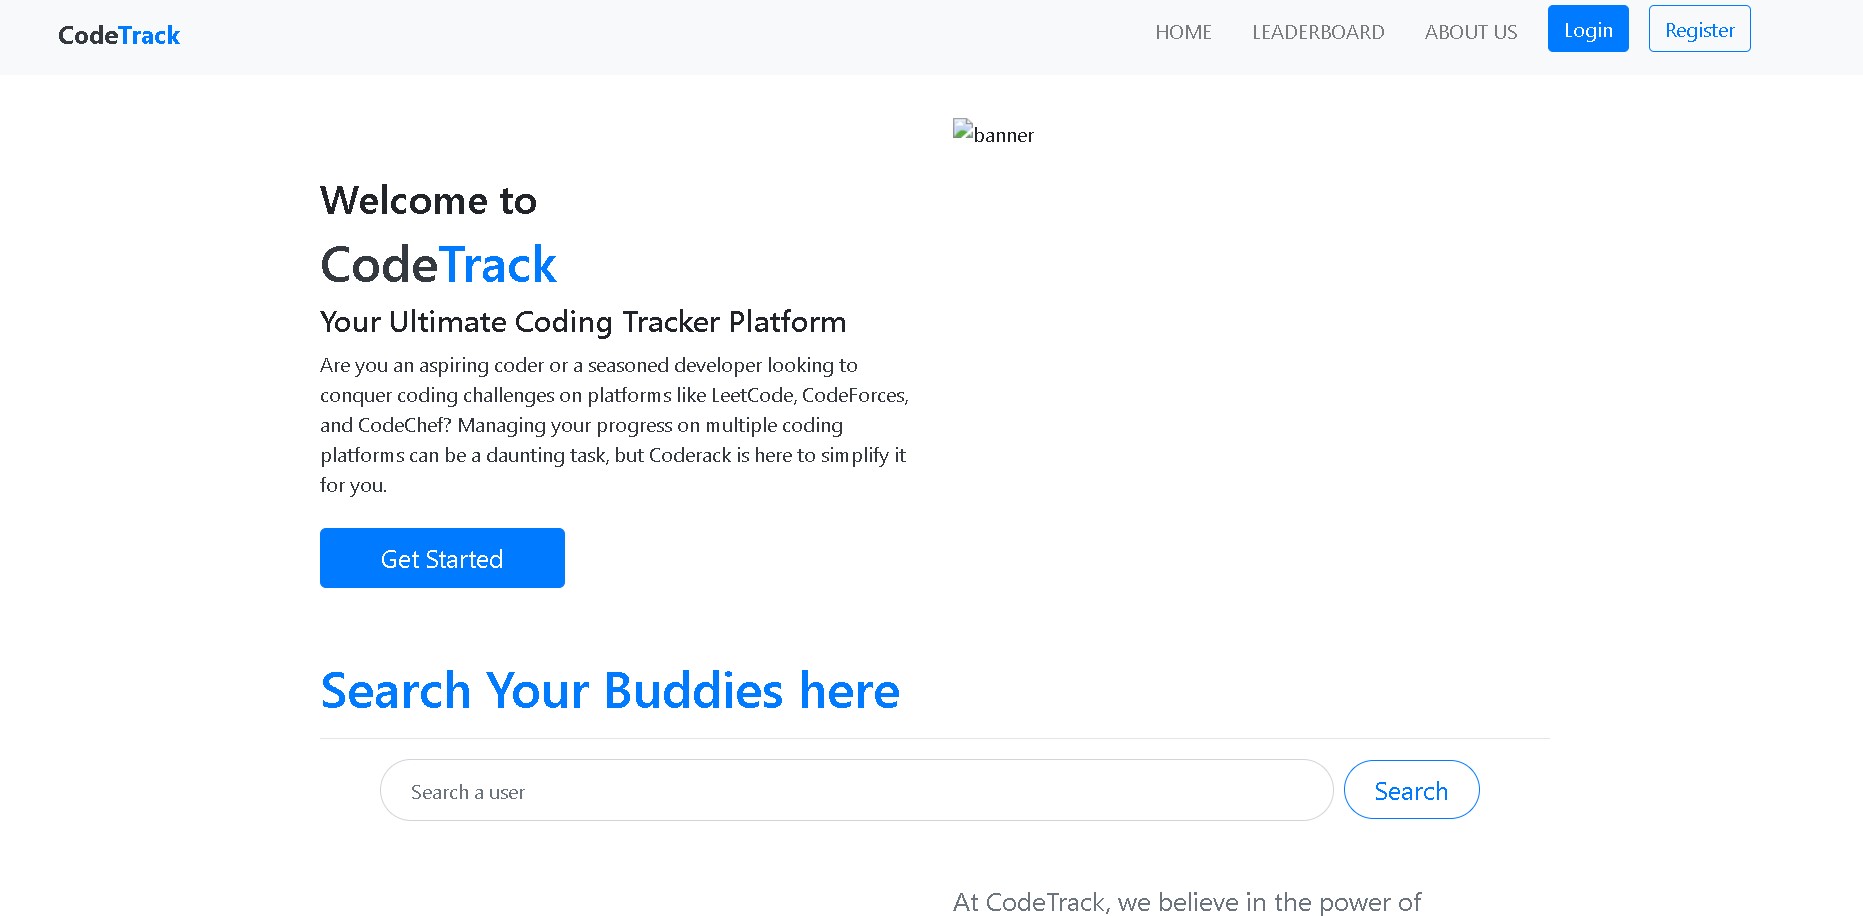 CodeTrack
HOME
LEADERBOARD
ABOUT US
Login
Register
banner
Welcome to
CodeTrack
Your Ultimate Coding Tracker Platform
Are you an aspiring coder or a seasoned developer looking to
conquer coding challenges on platforms like LeetCode, CodeForces,
and CodeChef? Managing your progress on multiple coding
platforms can be a daunting task, but Coderack is here to simplify it
for you.
Get Started
Search Your Buddies here
Search a user
Search
At CodeTrack, we believe in the power of